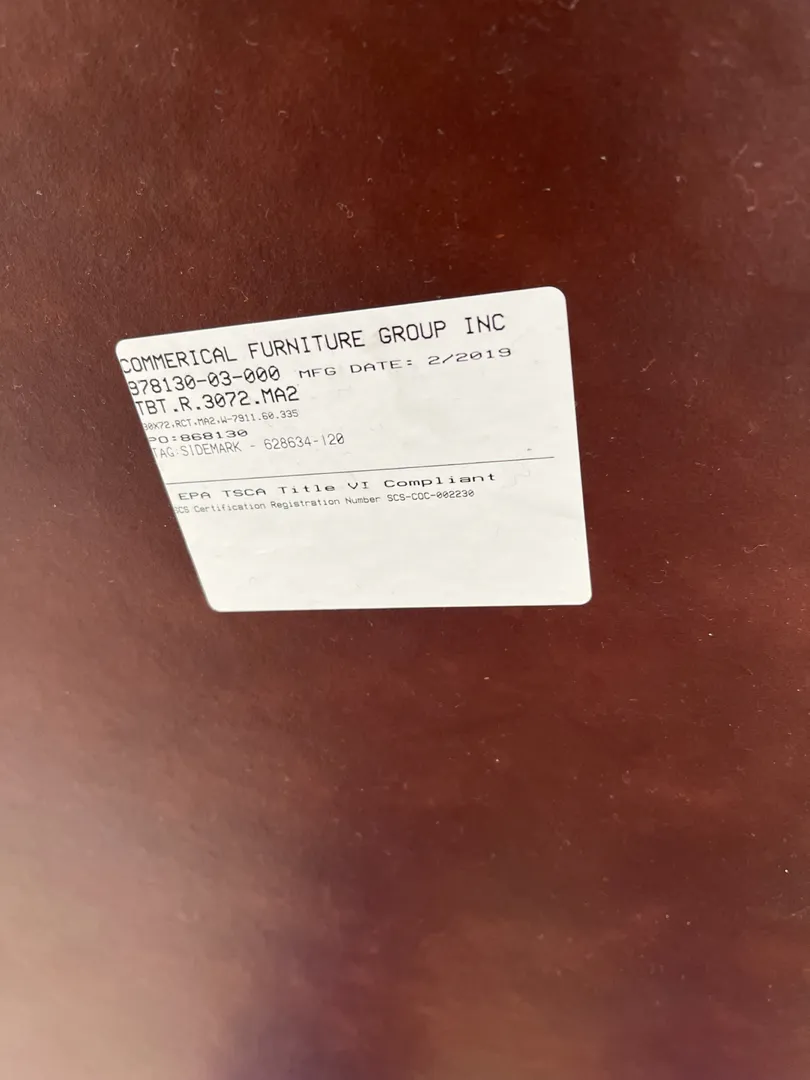 COMMERICAL FURNITURE GROUP INC
978130-03-000 MFG DATE: 2/2019
TBT.R.3072.MA2
30X72,RCT,MA2,W-7911.60.335
PO:868130
TAG:SIDEMARK - 628634-120
EPA TSCA Title VI Compliant
SCS Certification Registration Number SCS-COC-002230